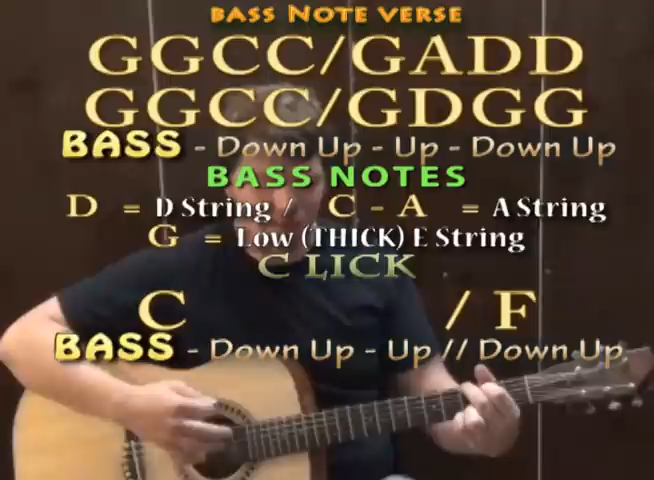 BASS NOTE VERSE
GGCC/GADD
GGCC/GDGG
BASS - Down Up - Up - Down Up
BASS NOTES
D = D String / C - A = A String
G = Low (THICK) E String
C LICK
C / F
BASS - Down Up - Up // Down Up